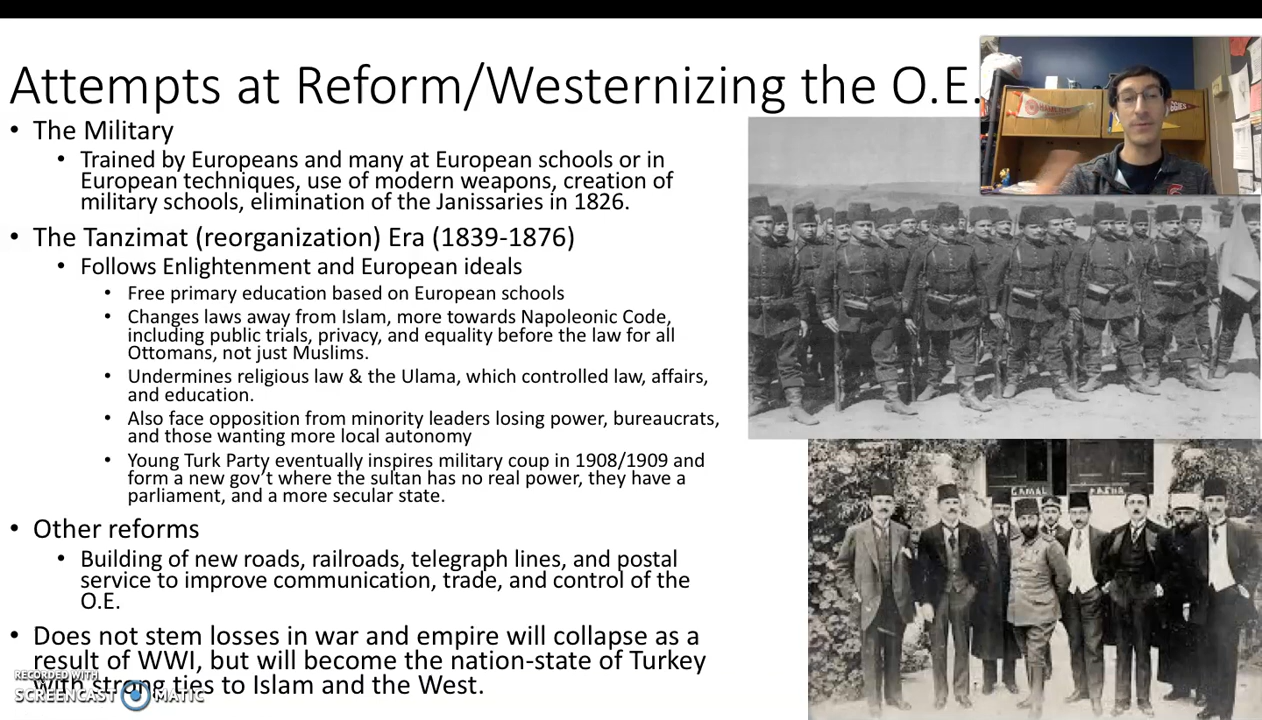 Attempts at Reform/Westernizing the O.E.
• The Military
• Trained by Europeans and many at European schools or in
European techniques, use of modern weapons, creation of
military schools, elimination of the Janissaries in 1826.
• The Tanzimat (reorganization) Era (1839-1876)
• Follows Enlightenment and European ideals
• Free primary education based on European schools
• Changes laws away from Islam, more towards Napoleonic Code,
including public trials, privacy, and equality before the law for all
Ottomans, not just Muslims.
• Undermines religious law & the Ulama, which controlled law, affairs,
and education.
• Also face opposition from minority leaders losing power, bureaucrats,
and those wanting more local autonomy
• Young Turk Party eventually inspires military coup in 1908/1909 and
form a new gov’t where the sultan has no real power, they have a
parliament, and a more secular state.
• Other reforms
• Building of new roads, railroads, telegraph lines, and postal
service to improve communication, trade, and control of the
O.E.
• Does not stem losses in war and empire will collapse as a
result of WWI, but will become the nation-state of Turkey
with strong ties to Islam and the West.
RECORDED WITH
SCREENCAST MATIC
GAMAL PASHA